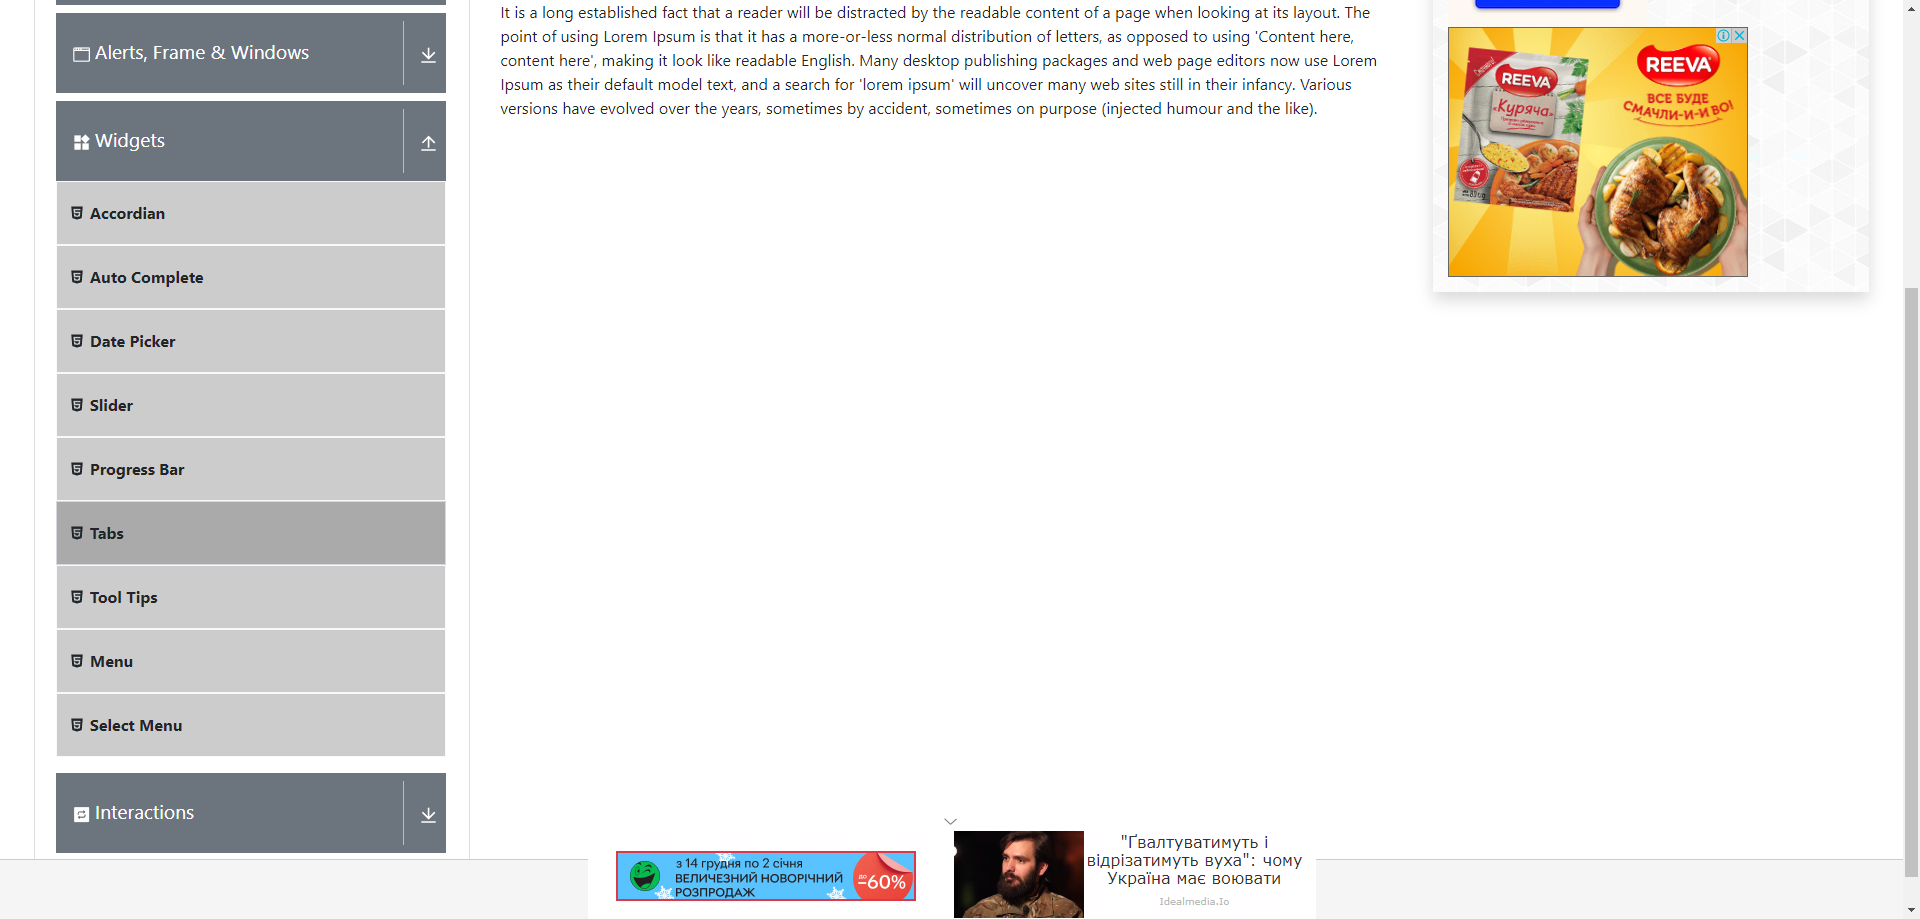 Alerts, Frame & Windows
Widgets
Accordian
Auto Complete
Date Picker
Slider
Progress Bar
Tabs
Tool Tips
Menu
Select Menu
Interactions
It is a long established fact that a reader will be distracted by the readable content of a page when looking at its layout. The
point of using Lorem Ipsum is that it has a more-or-less normal distribution of letters, as opposed to using 'Content here,
content here', making it look like readable English. Many desktop publishing packages and web page editors now use Lorem
Ipsum as their default model text, and a search for 'lorem ipsum' will uncover many web sites still in their infancy. Various
versions have evolved over the years, sometimes by accident, sometimes on purpose (injected humour and the like).
REEVA
«Куряча»
REEVA
ВСЕ БУДЕ
СМАЧЛИ-И-И ВО!
з 14 грудня по 2 січня
ВЕЛИЧЕЗНИЙ НОВОРІЧНИЙ
РОЗПРОДАЖ
до
-60%
"Ґвалтуватимуть і
відрізатимуть вуха": чому
Україна має воювати
Idealmedia.Io